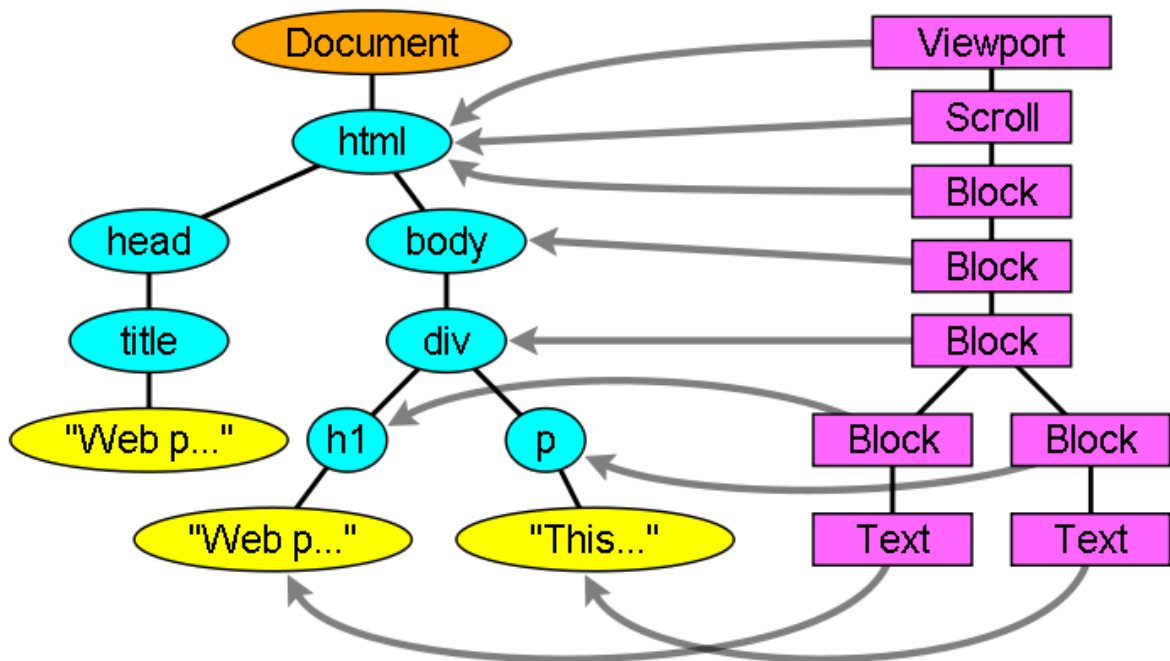 Document
Viewport
html
Scroll
Block
head
body
Block
title
div
Block
"Web p..."
h1
p
Block
Block
"Web p..."
"This..."
Text
Text